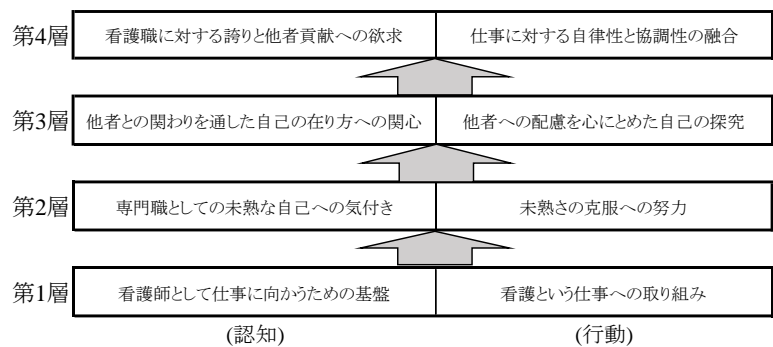 第4層 看護職に対する誇りと他者貢献への欲求 仕事に対する自律性と協調性の融合
第3層 他者との関わりを通した自己の在り方への関心 他者への配慮を心にとめた自己の探究
第2層 専門職としての未熟な自己への気付き 未熟さの克服への努力
第1層 看護師として仕事に向かうための基盤 看護という仕事への取り組み
(認知) (行動)